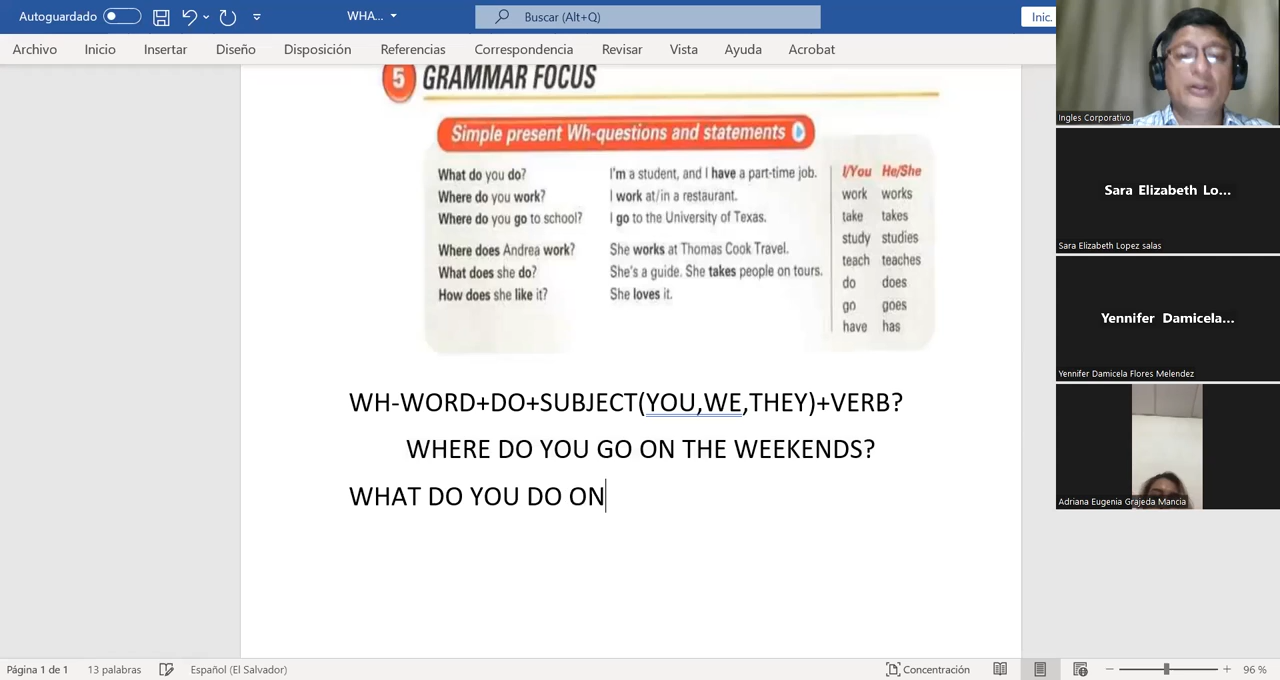 Autoguardado
WHA...
Buscar (Alt+Q)
Inic.
Archivo Inicio Insertar Diseño Disposición Referencias Correspondencia Revisar Vista Ayuda Acrobat
5 GRAMMAR FOCUS
Simple present Wh-questions and statements
What do you do? I'm a student, and I have a part-time job.
Where do you work? I work at/in a restaurant.
Where do you go to school? I go to the University of Texas.
Where does Andrea work? She works at Thomas Cook Travel.
What does she do? She's a guide. She takes people on tours.
How does she like it? She loves it.
I/You He/She
work works
take takes
study studies
teach teaches
do does
go goes
have has
WH-WORD+DO+SUBJECT(YOU,WE,THEY)+VERB?
WHERE DO YOU GO ON THE WEEKENDS?
WHAT DO YOU DO ON
Ingles Corporativo
Sara Elizabeth Lo...
Sara Elizabeth Lopez salas
Yennifer Damicela...
Yennifer Damicela Flores Melendez
Adriana Eugenia Grajeda Mancia
Página 1 de 1 13 palabras Español (El Salvador) Concentración 96 %